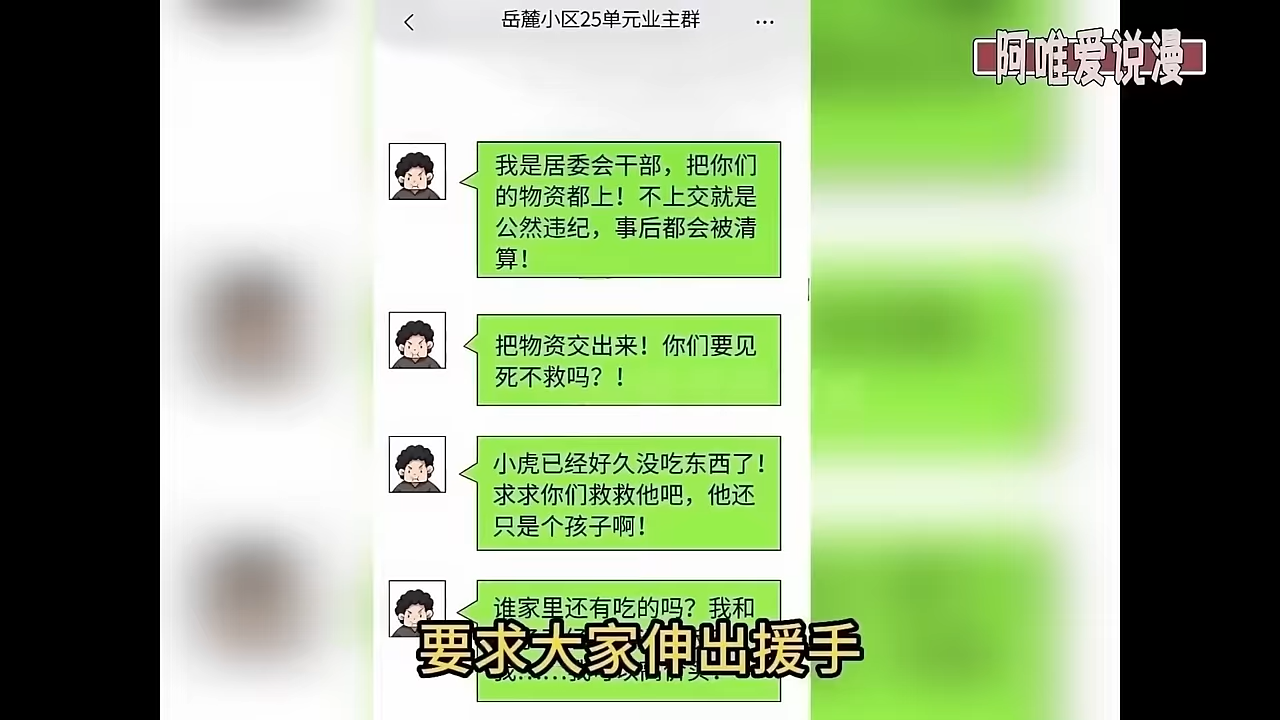 岳麓小区25单元业主群
阿唯爱说漫
我是居委会干部，把你们
的物资都上！不上交就是
公然违纪，事后都会被清
算！
把物资交出来！你们要见
死不救吗？！
小虎已经好久没吃东西了！
求求你们救救他吧，他还
只是个孩子啊！
谁家里还有吃的吗？我和
要求大家伸出援手